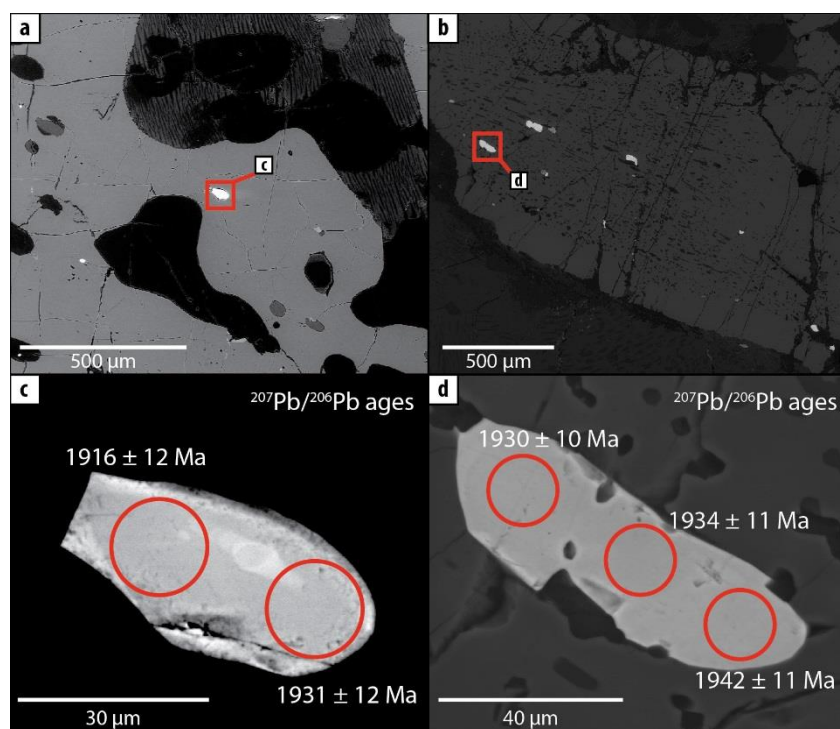 a
c
500 µm
b
d
500 µm
c
²⁰⁷Pb/²⁰⁶Pb ages
1916 ± 12 Ma
1931 ± 12 Ma
30 µm
d
²⁰⁷Pb/²⁰⁶Pb ages
1930 ± 10 Ma
1934 ± 11 Ma
1942 ± 11 Ma
40 µm